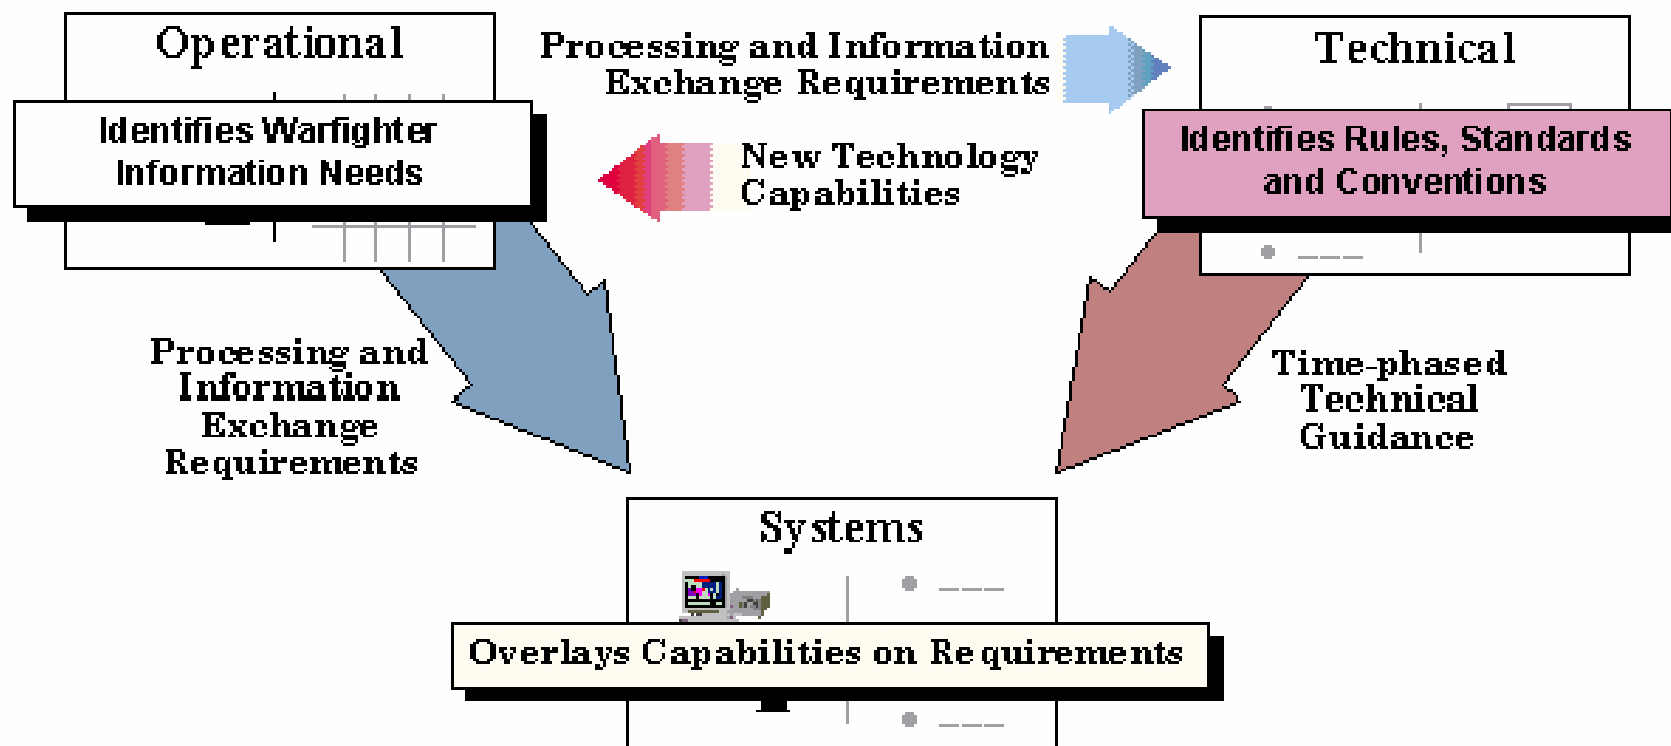 Operational
Identifies Warfighter
Information Needs
Processing and Information
Exchange Requirements
New Technology
Capabilities
Technical
Identifies Rules, Standards
and Conventions
Processing and
Information
Exchange
Requirements
Time-phased
Technical
Guidance
Systems
Overlays Capabilities on Requirements